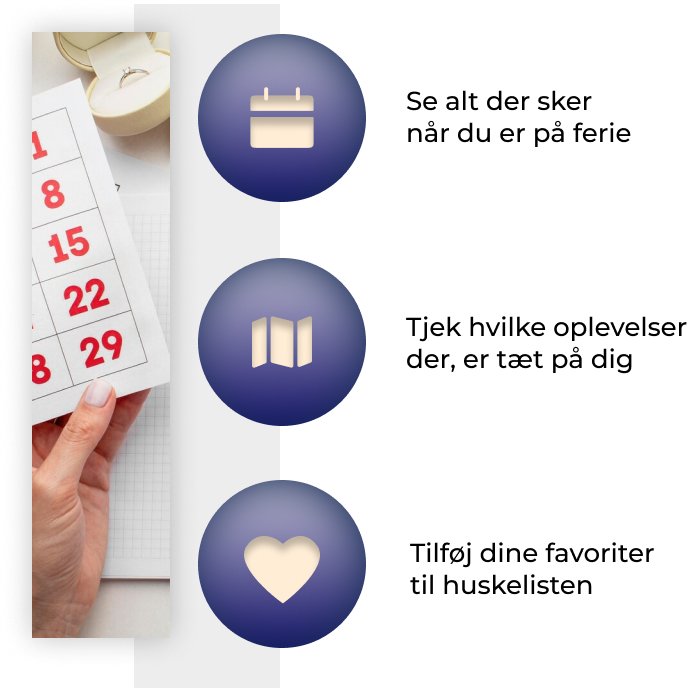 1
8
15
22
8 29
Se alt der sker
når du er på ferie
Tjek hvilke oplevelser
der, er tæt på dig
Tilføj dine favoriter
til huskelisten